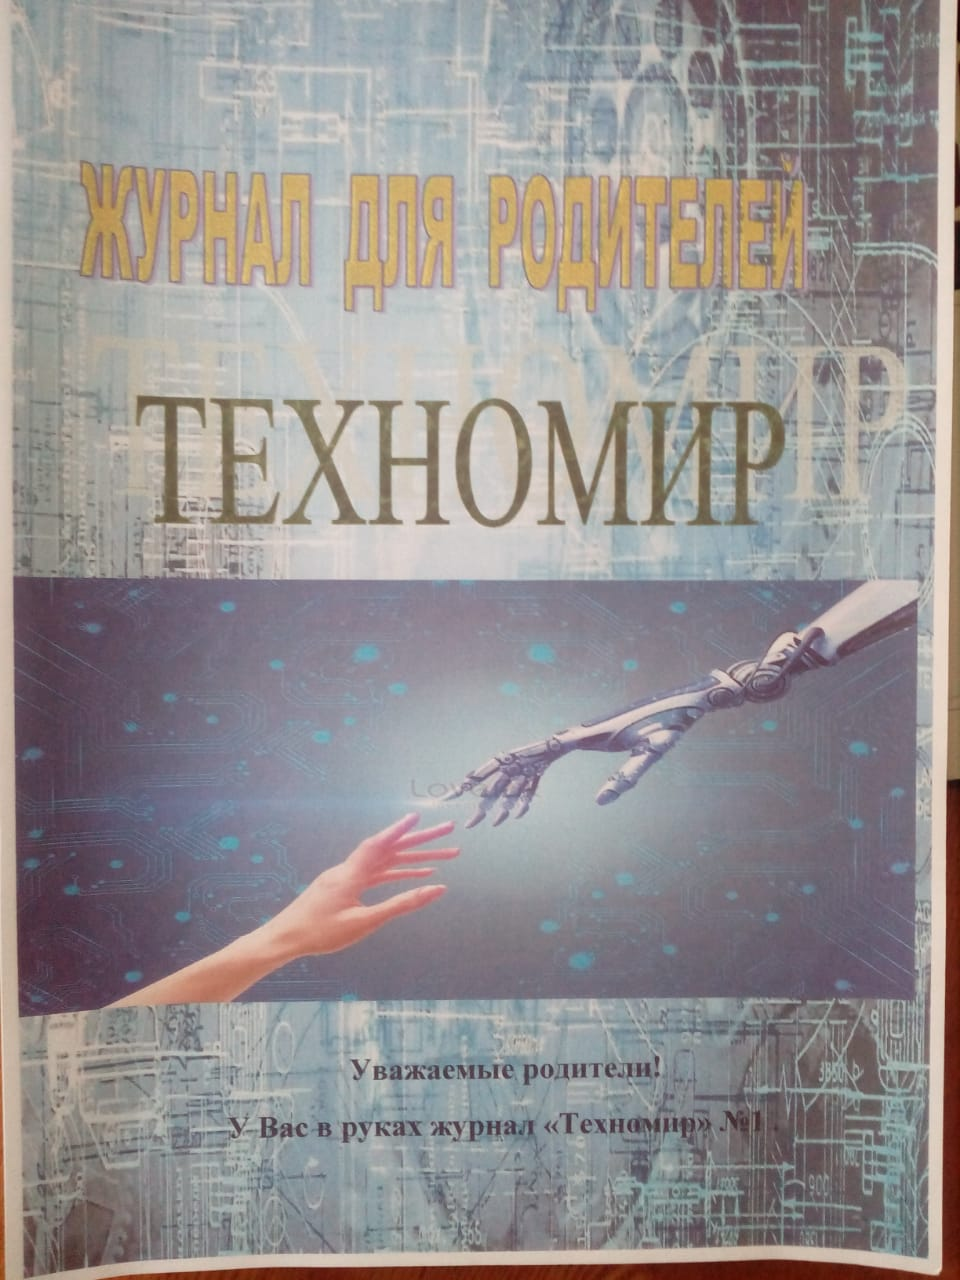 ЖУРНАЛ ДЛЯ РОДИТЕЛЕЙ
ТЕХНОМИР
Уважаемые родители!
У Вас в руках журнал «Техномир» №1